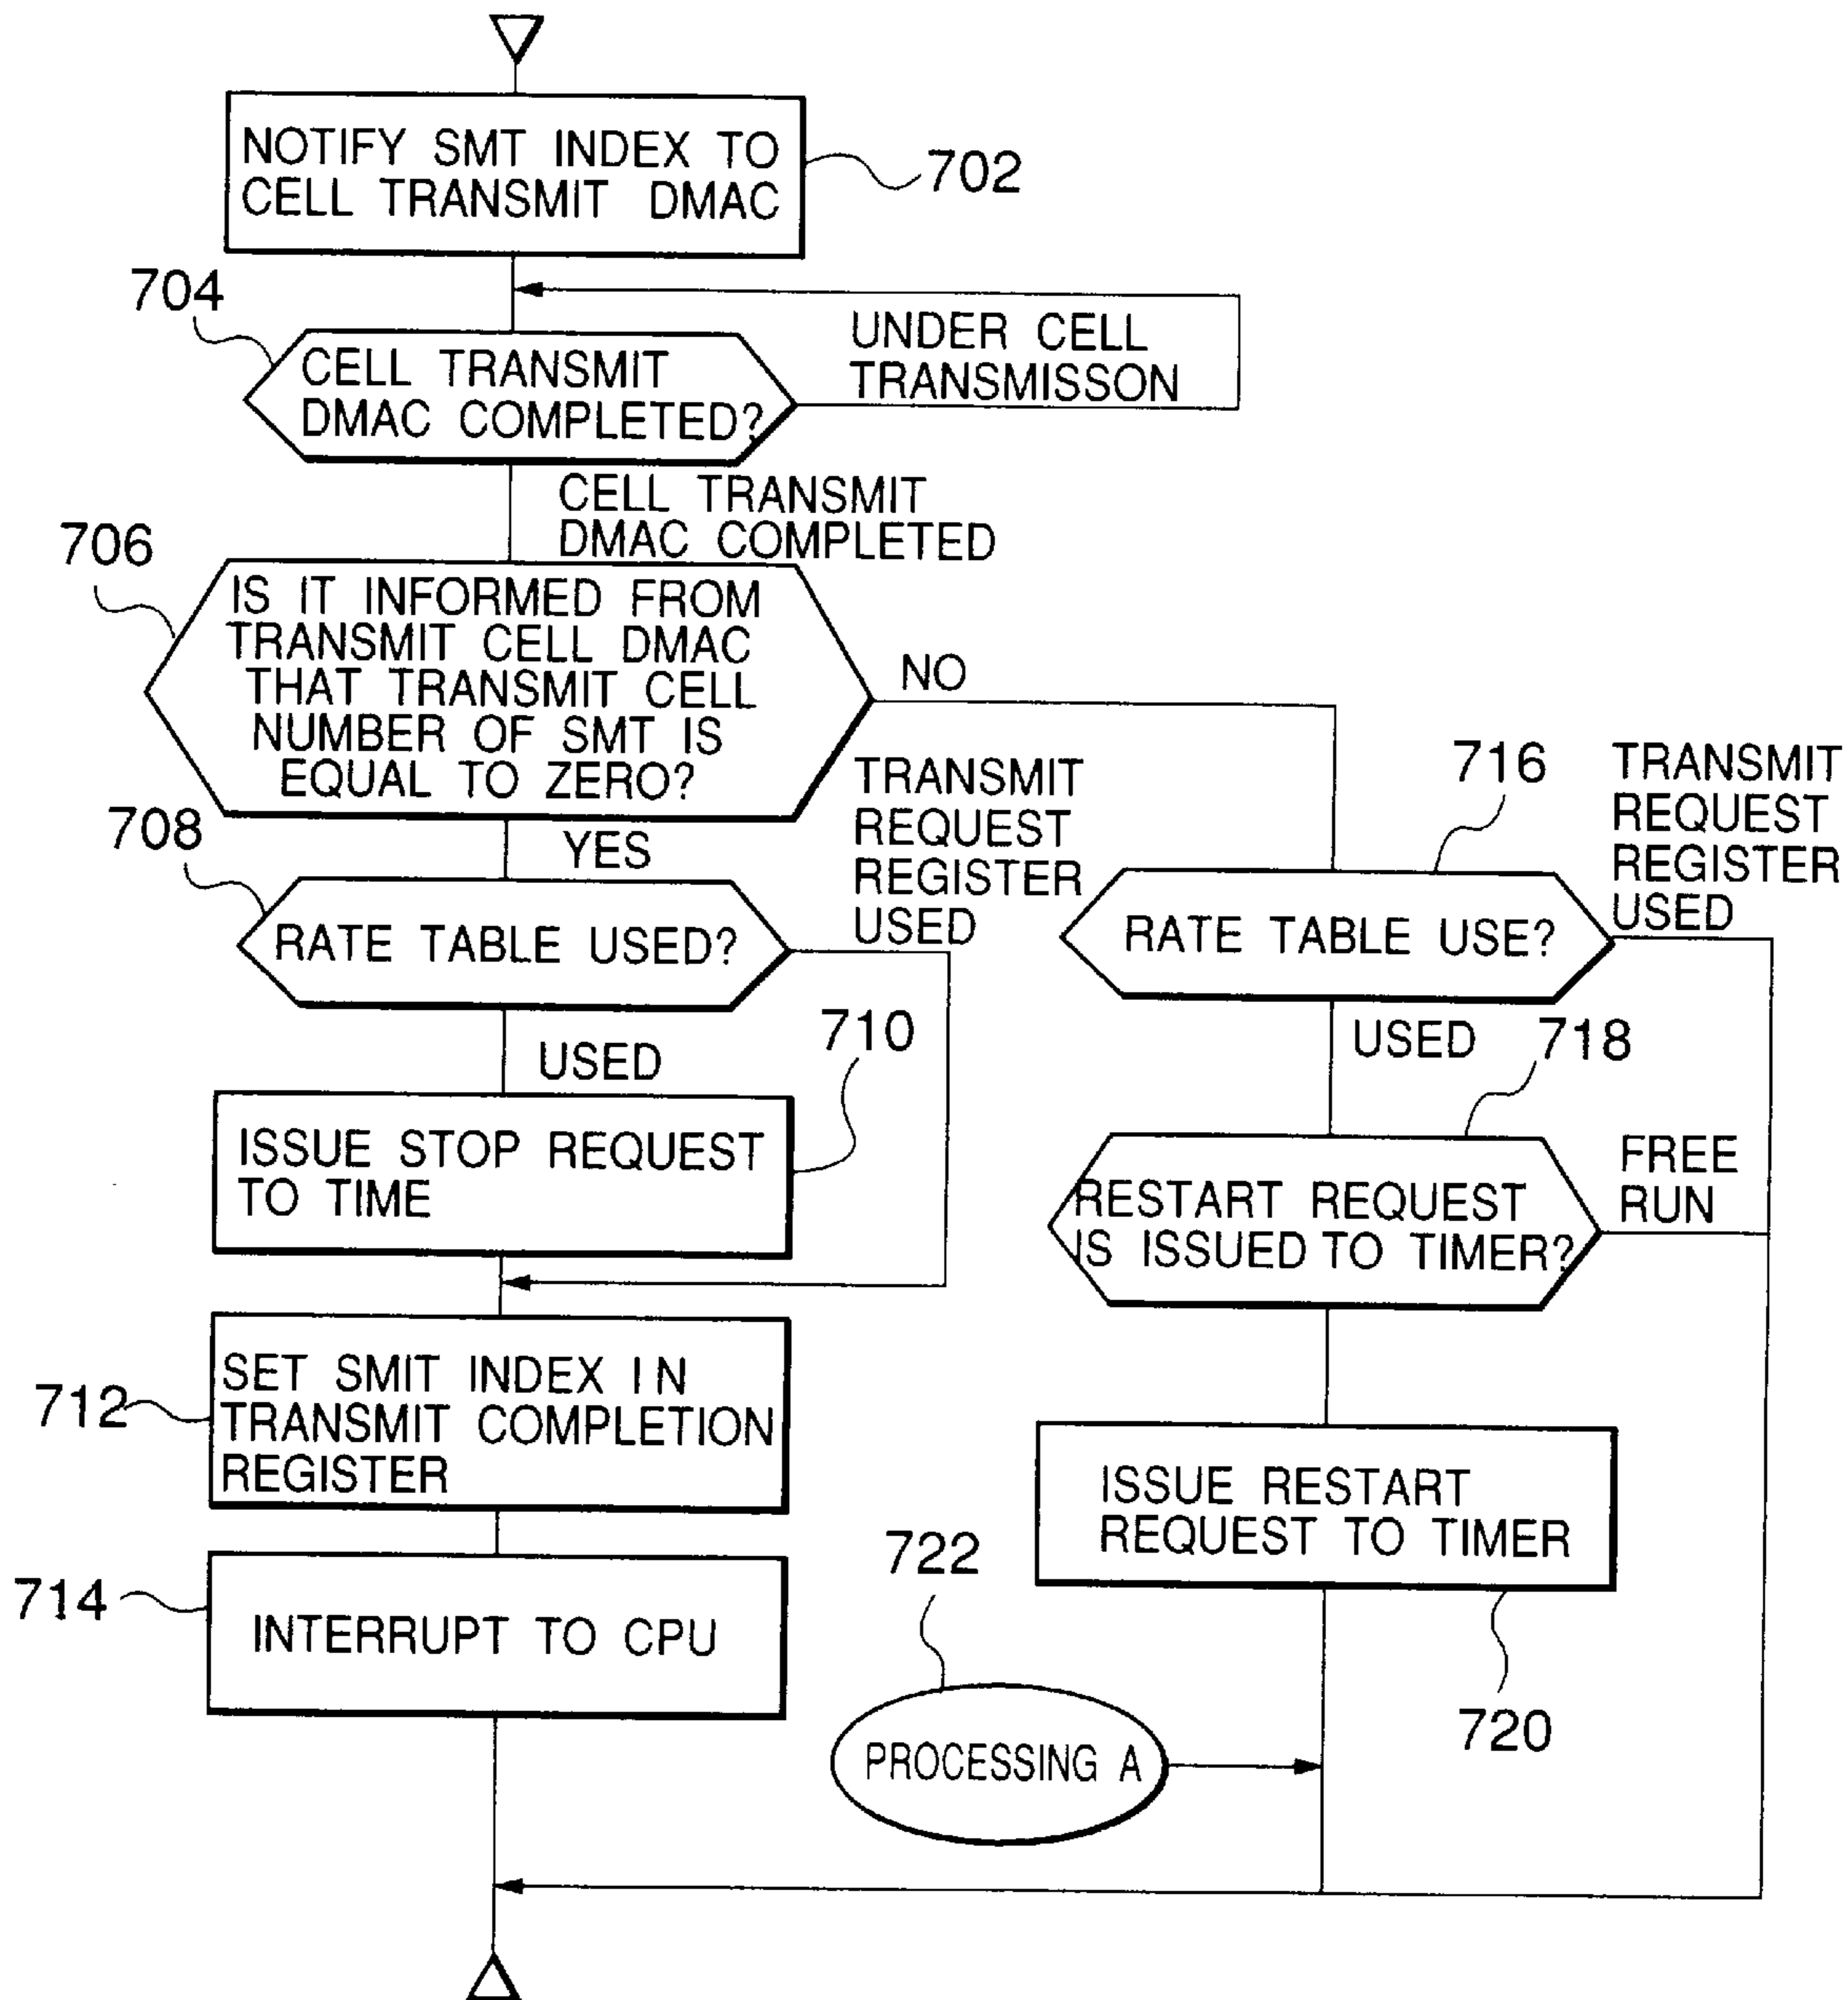 NOTIFY SMT INDEX TO
CELL TRANSMIT DMAC
702
704
CELL TRANSMIT
DMAC COMPLETED?
UNDER CELL
TRANSMISSON
CELL TRANSMIT
DMAC COMPLETED
706
IS IT INFORMED FROM
TRANSMIT CELL DMAC
THAT TRANSMIT CELL
NUMBER OF SMT IS
EQUAL TO ZERO?
NO
YES
708
RATE TABLE USED?
TRANSMIT
REQUEST
REGISTER
USED
716
TRANSMIT
REQUEST
REGISTER
USED
RATE TABLE USE?
USED
710
ISSUE STOP REQUEST
TO TIME
USED
718
RESTART REQUEST
IS ISSUED TO TIMER?
FREE
RUN
712
SET SMIT INDEX IN
TRANSMIT COMPLETION
REGISTER
ISSUE RESTART
REQUEST TO TIMER
720
714
INTERRUPT TO CPU
722
PROCESSING A